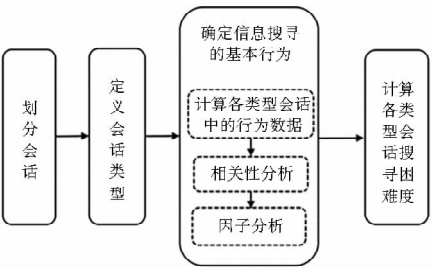 划分会话
定义会话类型
确定信息搜寻
的基本行为
计算各类型会话
中的行为数据
相关性分析
因子分析
计算
各类
型会
话搜
寻困
难度